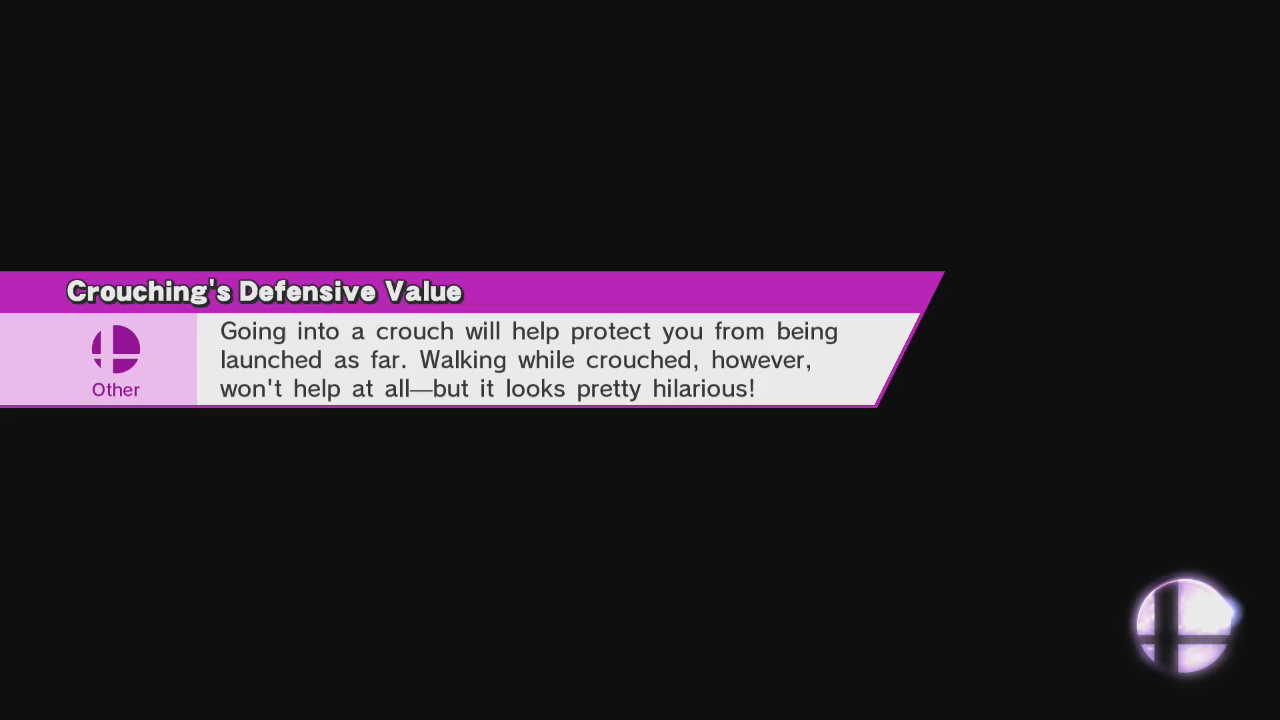 Crouching's Defensive Value
Other
Going into a crouch will help protect you from being
launched as far. Walking while crouched, however,
won't help at all—but it looks pretty hilarious!